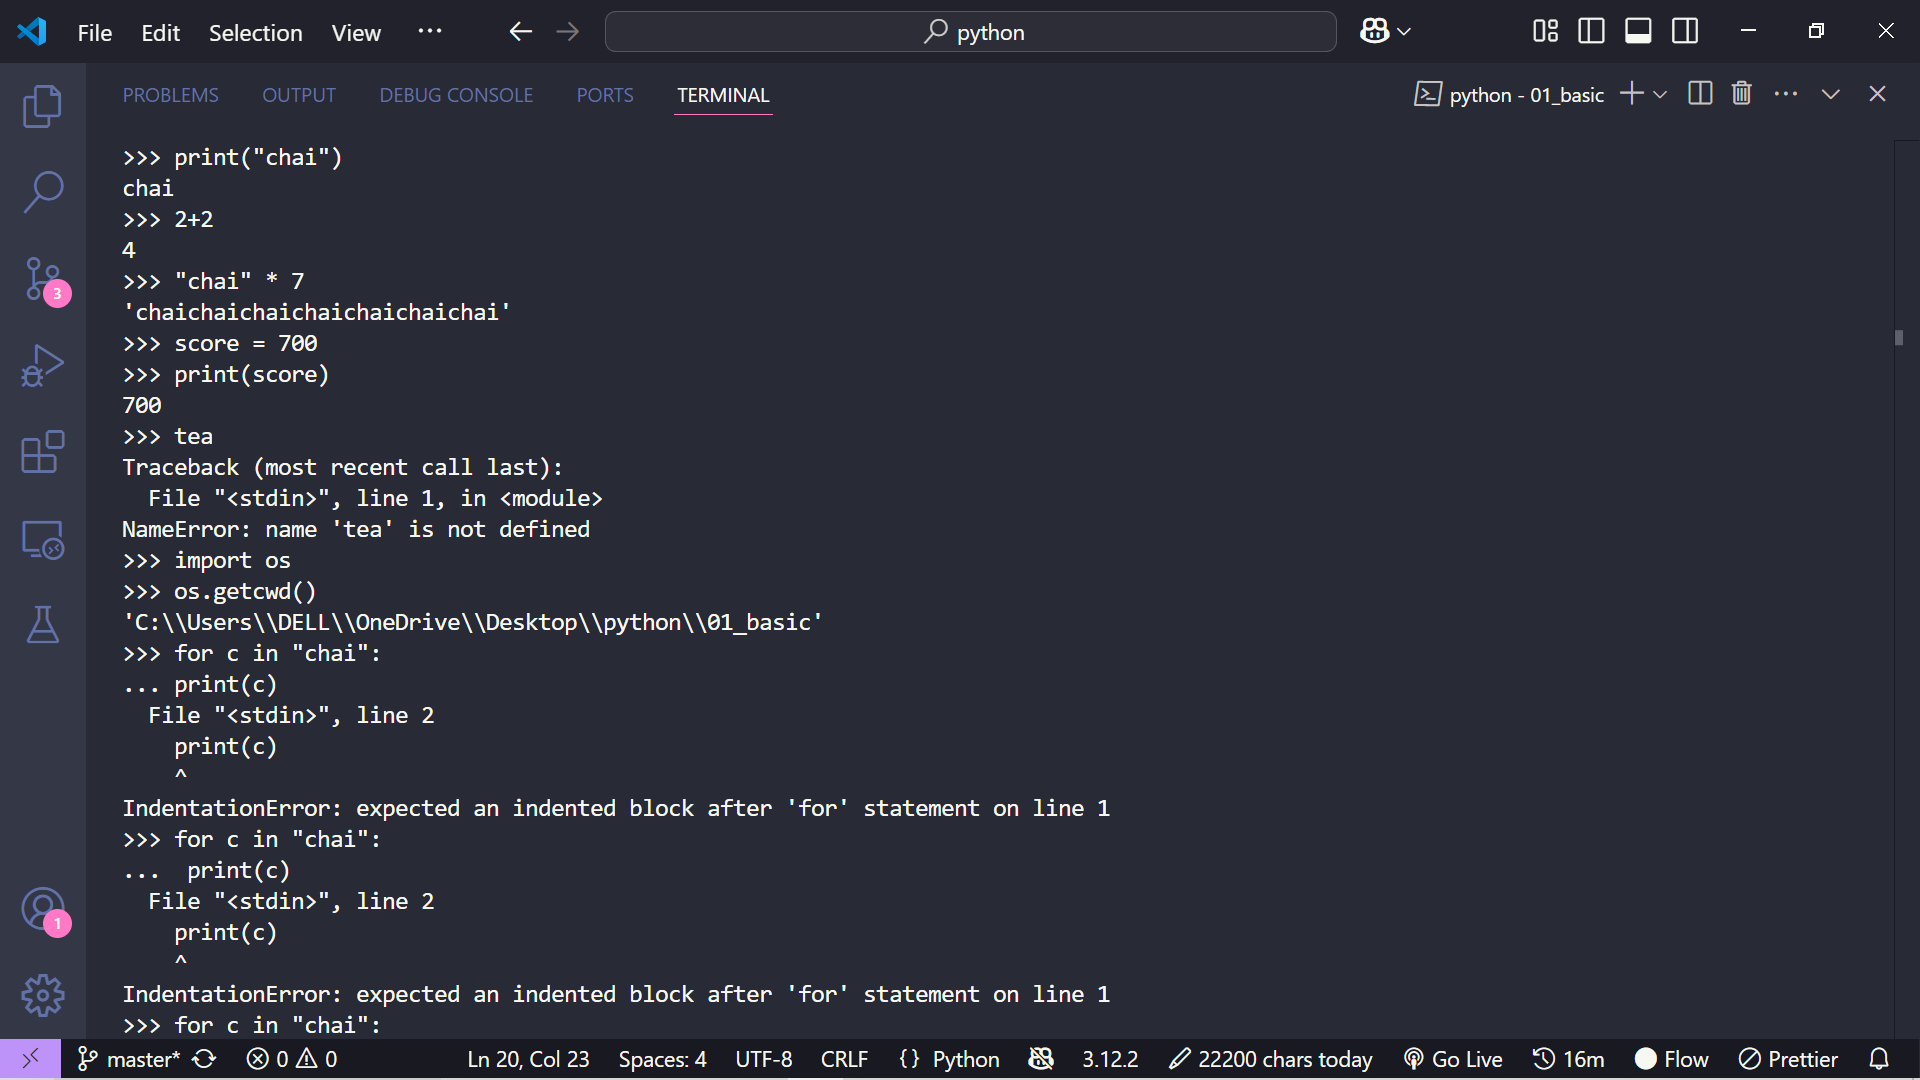 File Edit Selection View ··· python
PROBLEMS OUTPUT DEBUG CONSOLE PORTS TERMINAL python - 01_basic
>>> print("chai")
chai
>>> 2+2
4
>>> "chai" * 7
'chaichaichaichaichaichaichai'
>>> score = 700
>>> print(score)
700
>>> tea
Traceback (most recent call last):
  File "<stdin>", line 1, in <module>
NameError: name 'tea' is not defined
>>> import os
>>> os.getcwd()
'C:\\Users\\DELL\\OneDrive\\Desktop\\python\\01_basic'
>>> for c in "chai":
... print(c)
  File "<stdin>", line 2
    print(c)
    ^
IndentationError: expected an indented block after 'for' statement on line 1
>>> for c in "chai":
...  print(c)
  File "<stdin>", line 2
    print(c)
    ^
IndentationError: expected an indented block after 'for' statement on line 1
>>> for c in "chai":
3
1
master* 0 0 Ln 20, Col 23 Spaces: 4 UTF-8 CRLF {} Python 3.12.2 22200 chars today Go Live 16m Flow Prettier